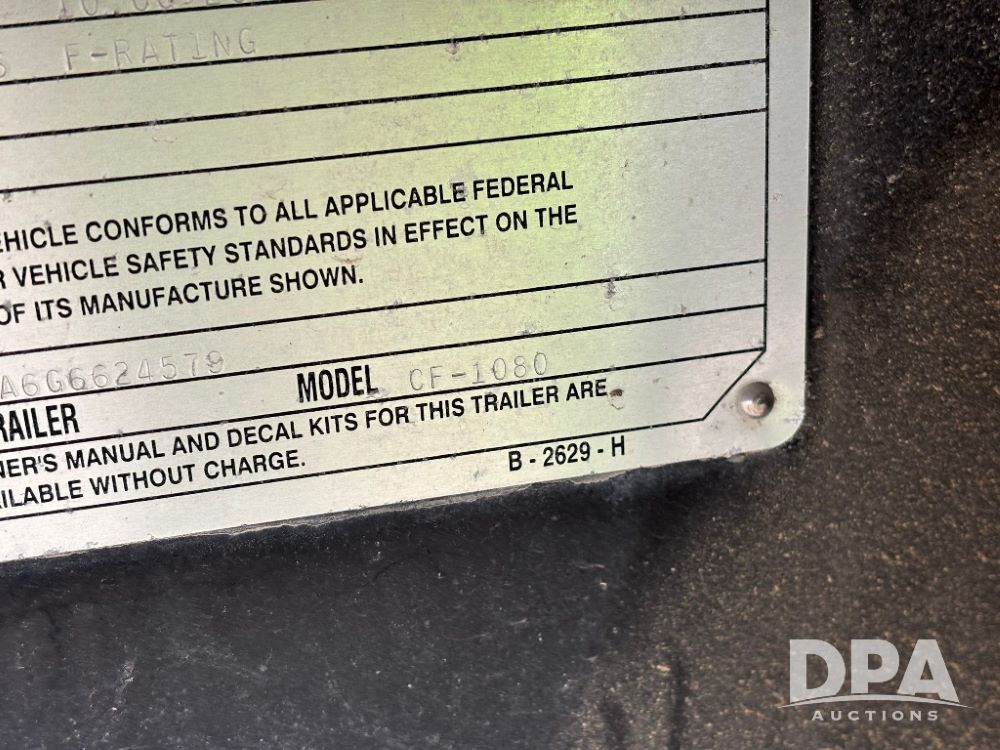 F-RATING
EHICLE CONFORMS TO ALL APPLICABLE FEDERAL
R VEHICLE SAFETY STANDARDS IN EFFECT ON THE
OF ITS MANUFACTURE SHOWN.
A6G6624579
RAILER MODEL CF-1080
NER'S MANUAL AND DECAL KITS FOR THIS TRAILER ARE
AILABLE WITHOUT CHARGE. B - 2629 - H
DPA
AUCTIONS